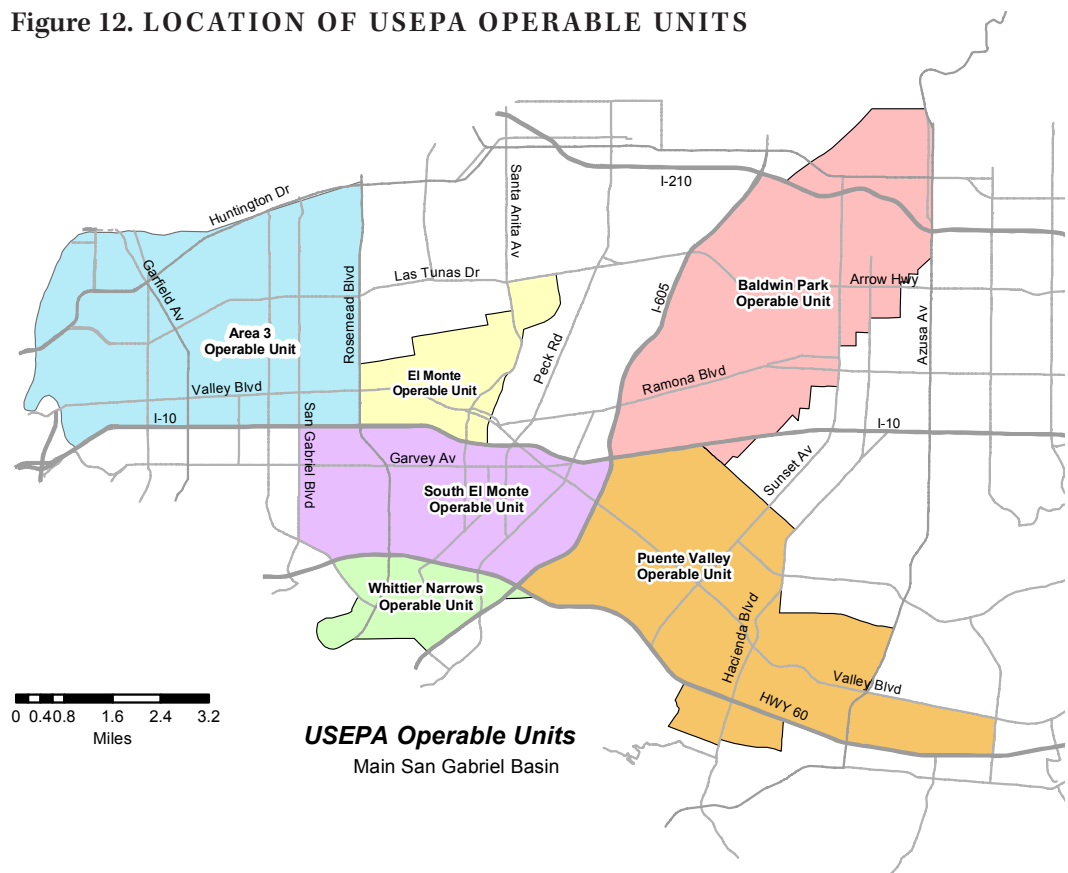 Figure 12. LOCATION OF USEPA OPERABLE UNITS
Huntington Dr
Garfield Av
Rosemead Blvd
Santa Anita Av
I-210
Las Tunas Dr
I-605
Baldwin Park
Operable Unit
Arrow Hwy
Azusa Av
Area 3
Operable Unit
El Monte
Operable Unit
Peck Rd
Ramona Blvd
Valley Blvd
I-10
San Gabriel Blvd
Garvey Av
I-10
Sunset Av
South El Monte
Operable Unit
Puente Valley
Operable Unit
Whittier Narrows
Operable Unit
Hacienda Blvd
Valley Blvd
HWY 60
0 0.40.8 1.6 2.4 3.2
Miles
USEPA Operable Units
Main San Gabriel Basin